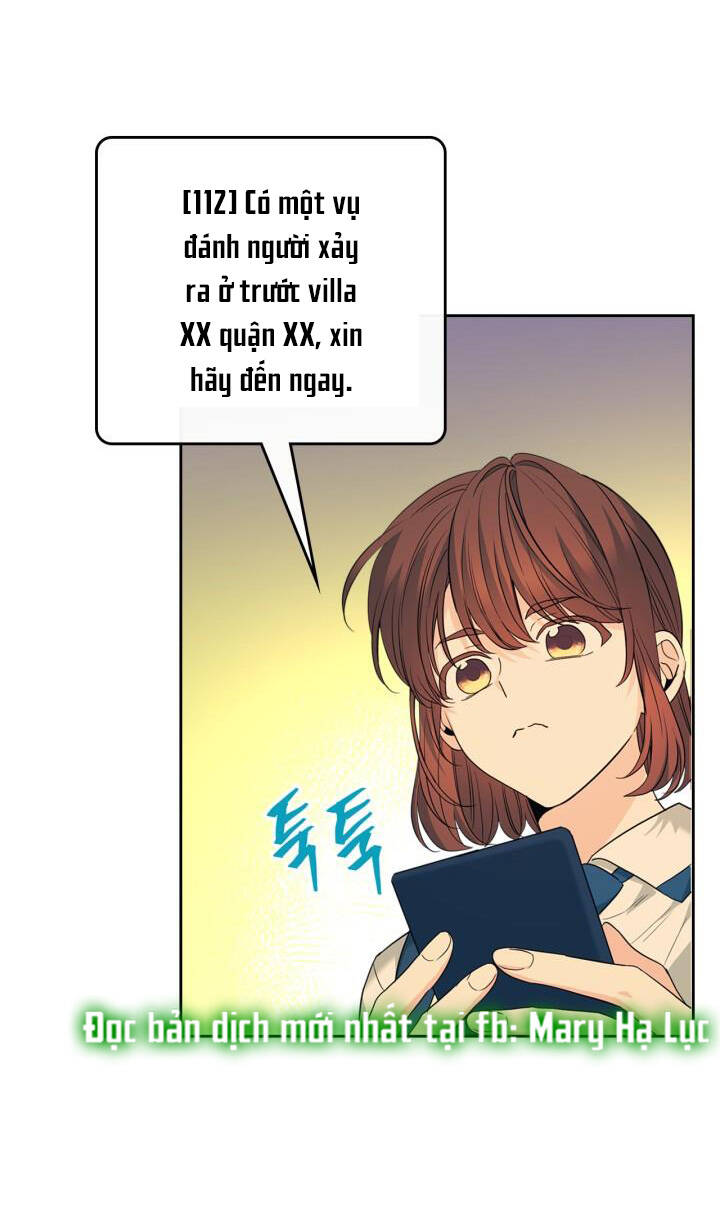 [112] Có một vụ
đánh người xảy
ra ở trước villa
XX quận XX, xin
hãy đến ngay.
툭툭
Đọc bản dịch mới nhất tại fb: Mary Hạ Lục